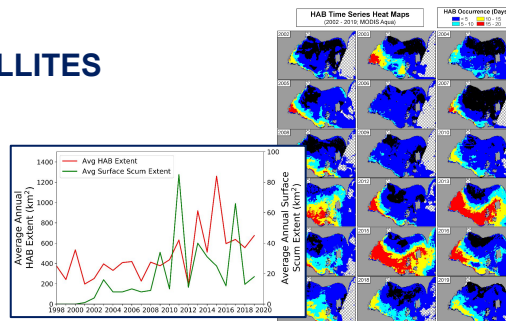 LLITES
HAB Time Series Heat Maps
(2002 - 2019; MODIS Aqua)
HAB Occurrence (Days
< 5
10 - 15
5 - 10
15 - 20
2002
2003
2004
2005
2006
2007
2008
2009
2010
2012
2013
2015
2018
2019
Avg HAB Extent
Avg Surface Scum Extent
Average Annual
HAB Extent (km²)
1400
1200
1000
800
600
400
200
0
100
80
60
40
20
0
Average Annual Surface
Scum Extent (km²)
1998 2000 2002 2004 2006 2008 2010 2012 2014 2016 2018 2020